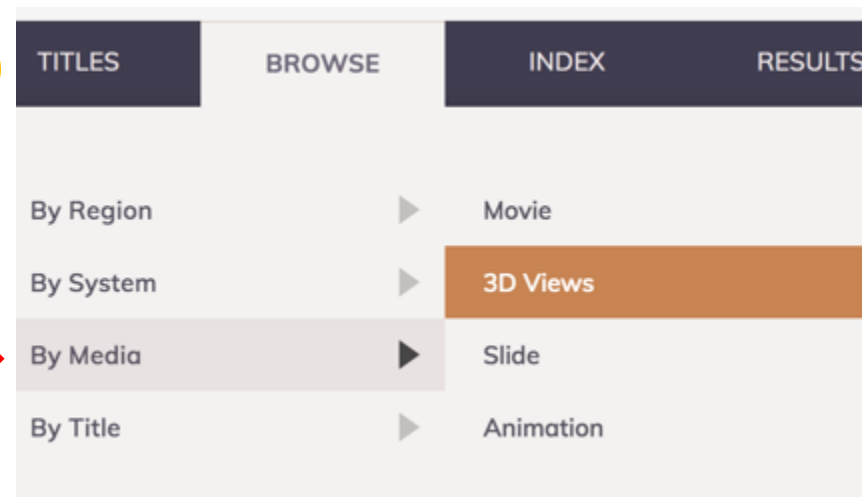 TITLES BROWSE INDEX RESULTS
By Region Movie
By System 3D Views
By Media Slide
By Title Animation